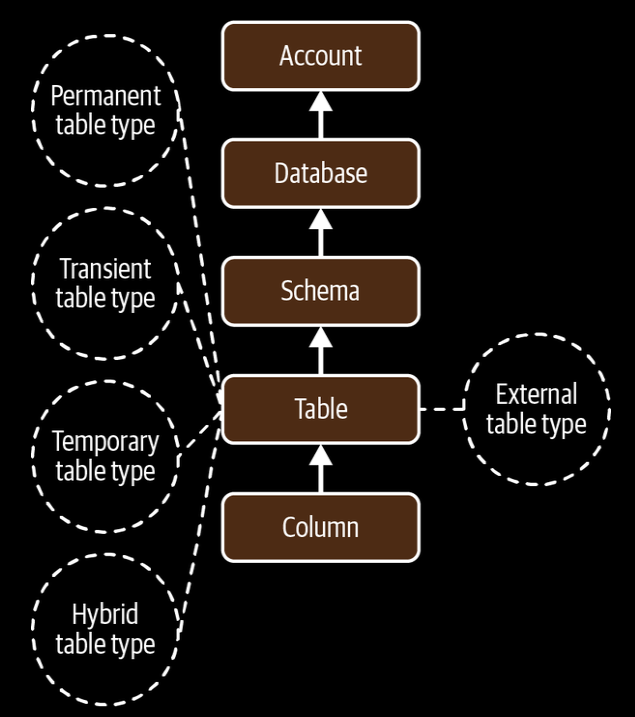 Account
Permanent
table type
Database
Transient
table type
Schema
Table
External
table type
Temporary
table type
Column
Hybrid
table type